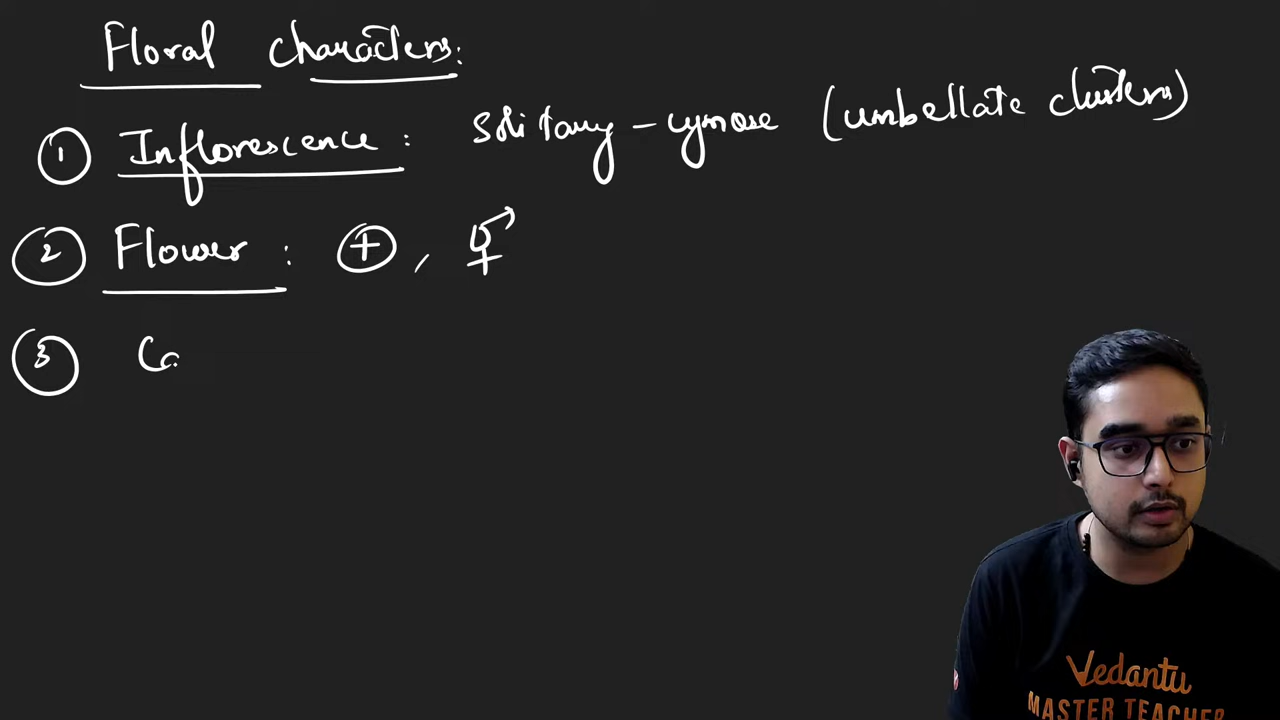 Floral characters:
① Inflorescence : Solitary - cymose (umbellate clusters)
② Flower : ⊕, ⚥
③ Ca
Vedantu
MASTER TEACHER